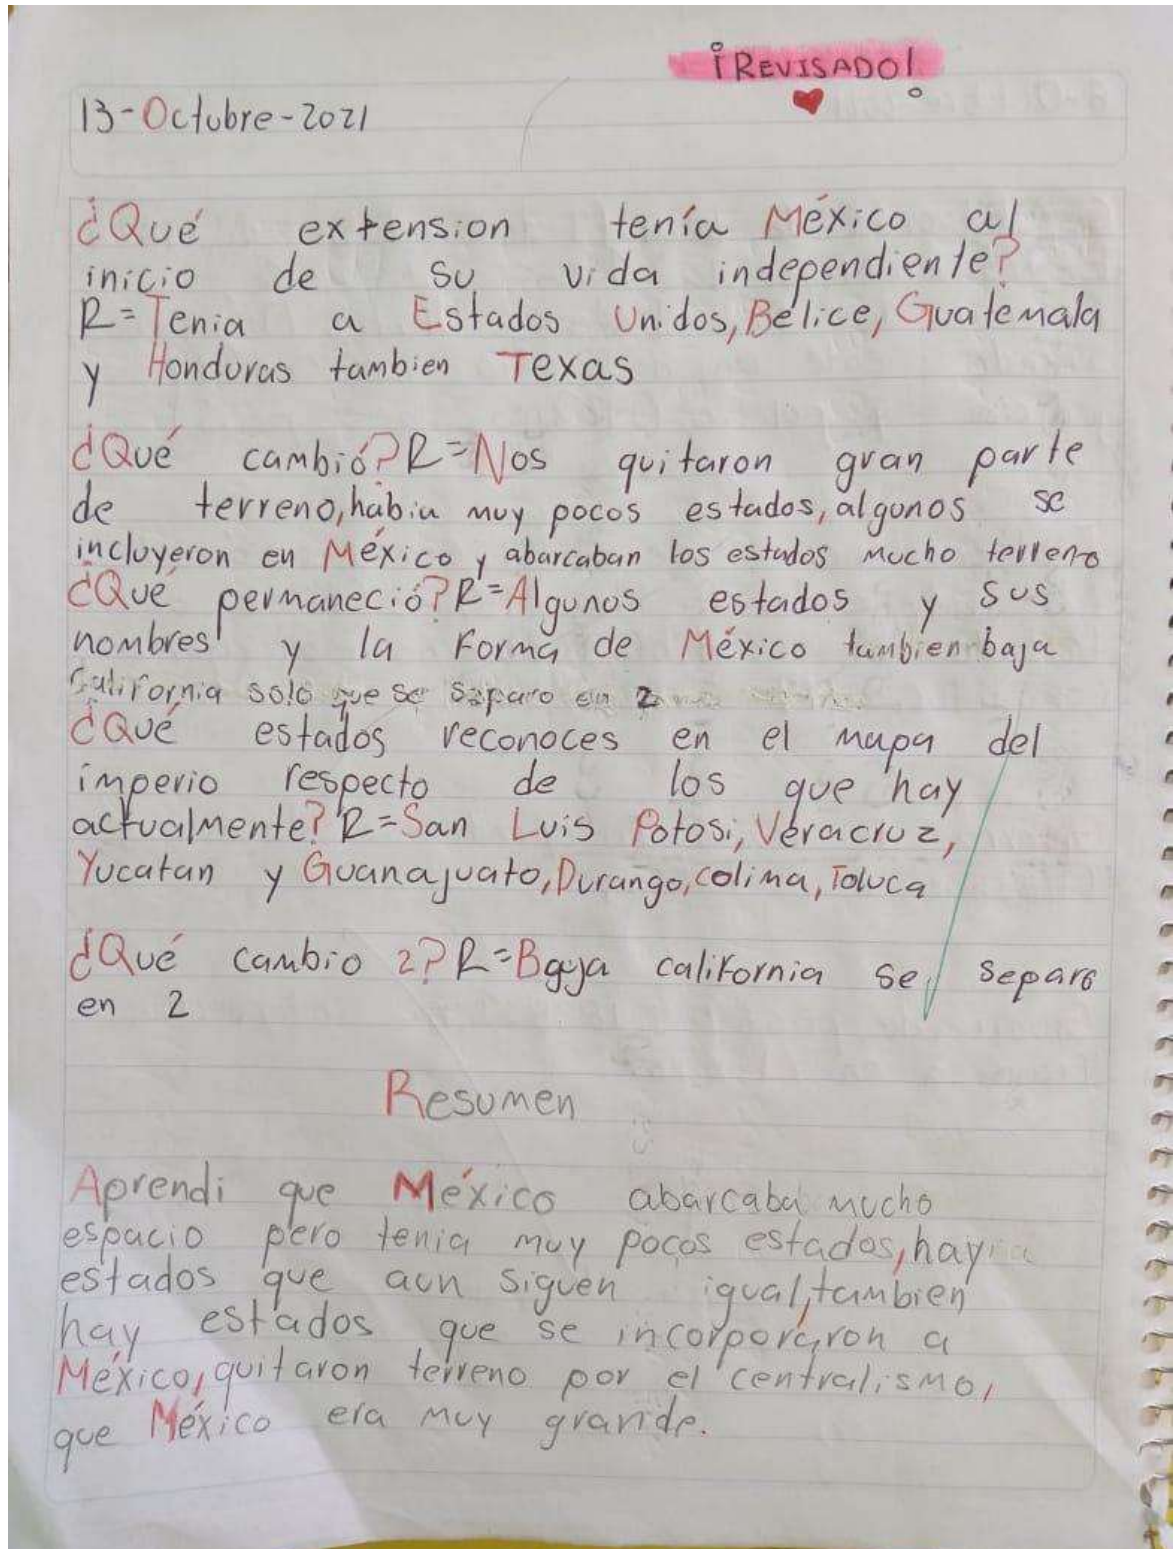 ¡REVISADO!
13-Octubre-2021
¿Qué extension tenía México al
inicio de su vida independiente?
R=Tenia a Estados Unidos, Belice, Guatemala
y Honduras tambien Texas
¿Qué cambió? R=Nos quitaron gran parte
de terreno, habia muy pocos estados, algunos se
incluyeron en México y abarcaban los estados mucho terreno
¿Qué permaneció? R=Algunos estados y sus
nombres y la Forma de México tambien baja
California solo que se separo en 2
¿Qué estados reconoces en el mapa del
imperio respecto de los que hay
actualmente? R=San Luis Potosi, Veracruz,
Yucatan y Guanajuato, Durango, colima, Toluca
¿Qué cambio 2? R=Baja california se separo
en 2
Resumen
Aprendi que México abarcaba mucho
espacio pero tenia muy pocos estados, hay
estados que aun siguen igual, tambien
hay estados que se incorporaron a
México, quitaron terreno por el centralismo,
que México era muy grande.